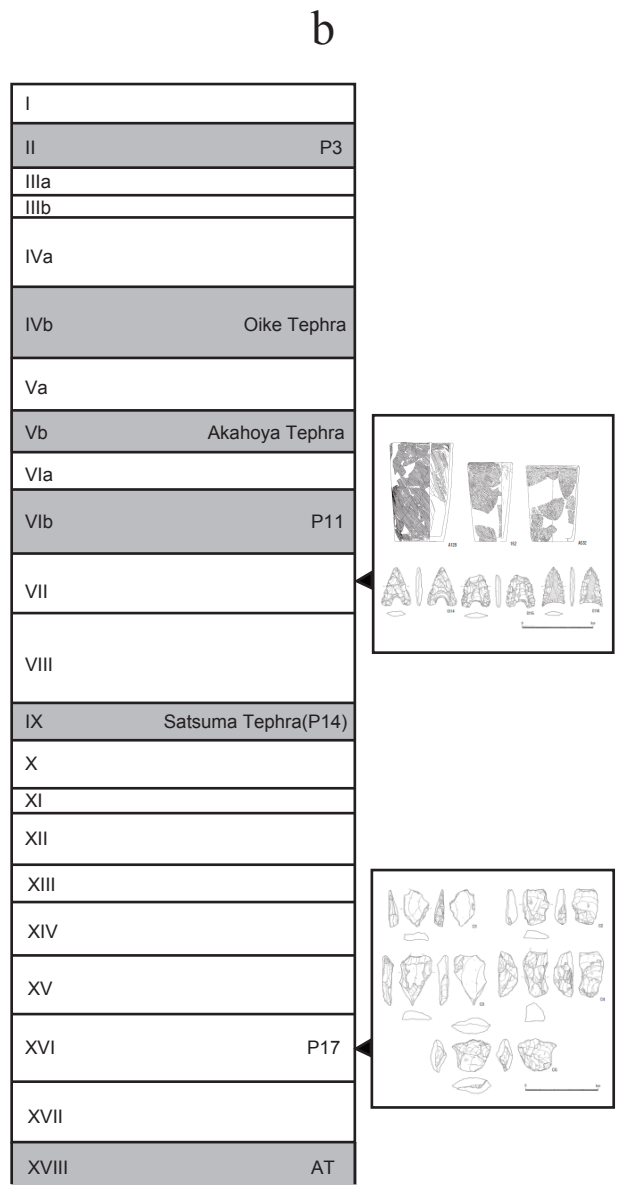 b
I
II P3
IIIa
IIIb
IVa
IVb Oike Tephra
Va
Vb Akahoya Tephra
VIa
VIb P11
VII
VIII
IX Satsuma Tephra(P14)
X
XI
XII
XIII
XIV
XV
XVI P17
XVII
XVIII AT